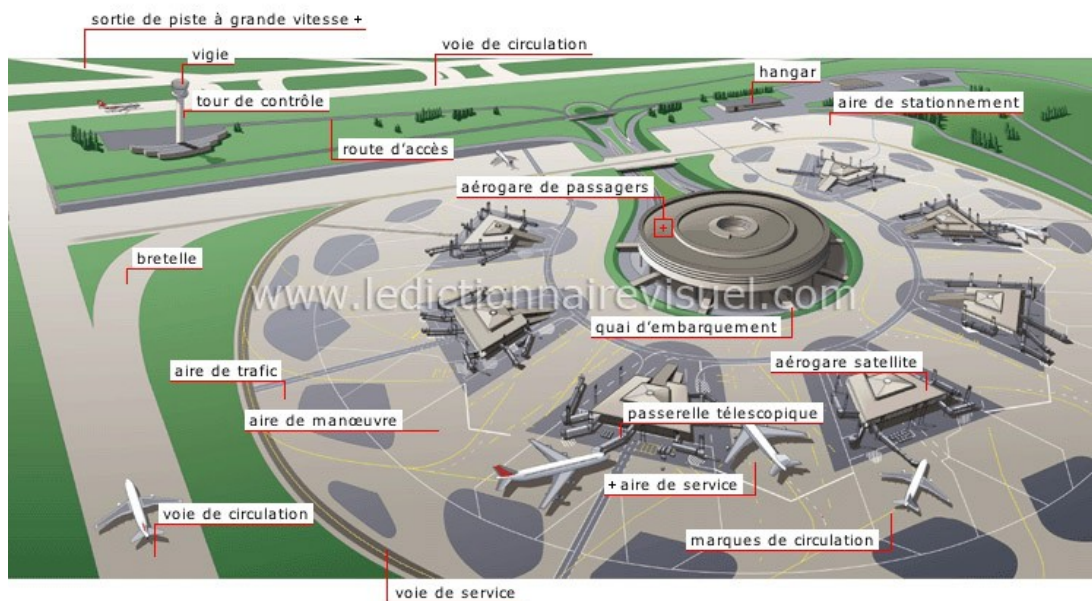 sortie de piste à grande vitesse +
voie de circulation
vigie
hangar
tour de contrôle
aire de stationnement
route d'accès
aérogare de passagers
+
bretelle
www.ledictionnairevisuel.com
quai d'embarquement
aérogare satellite
aire de trafic
passerelle télescopique
aire de manœuvre
+ aire de service
voie de circulation
marques de circulation
voie de service